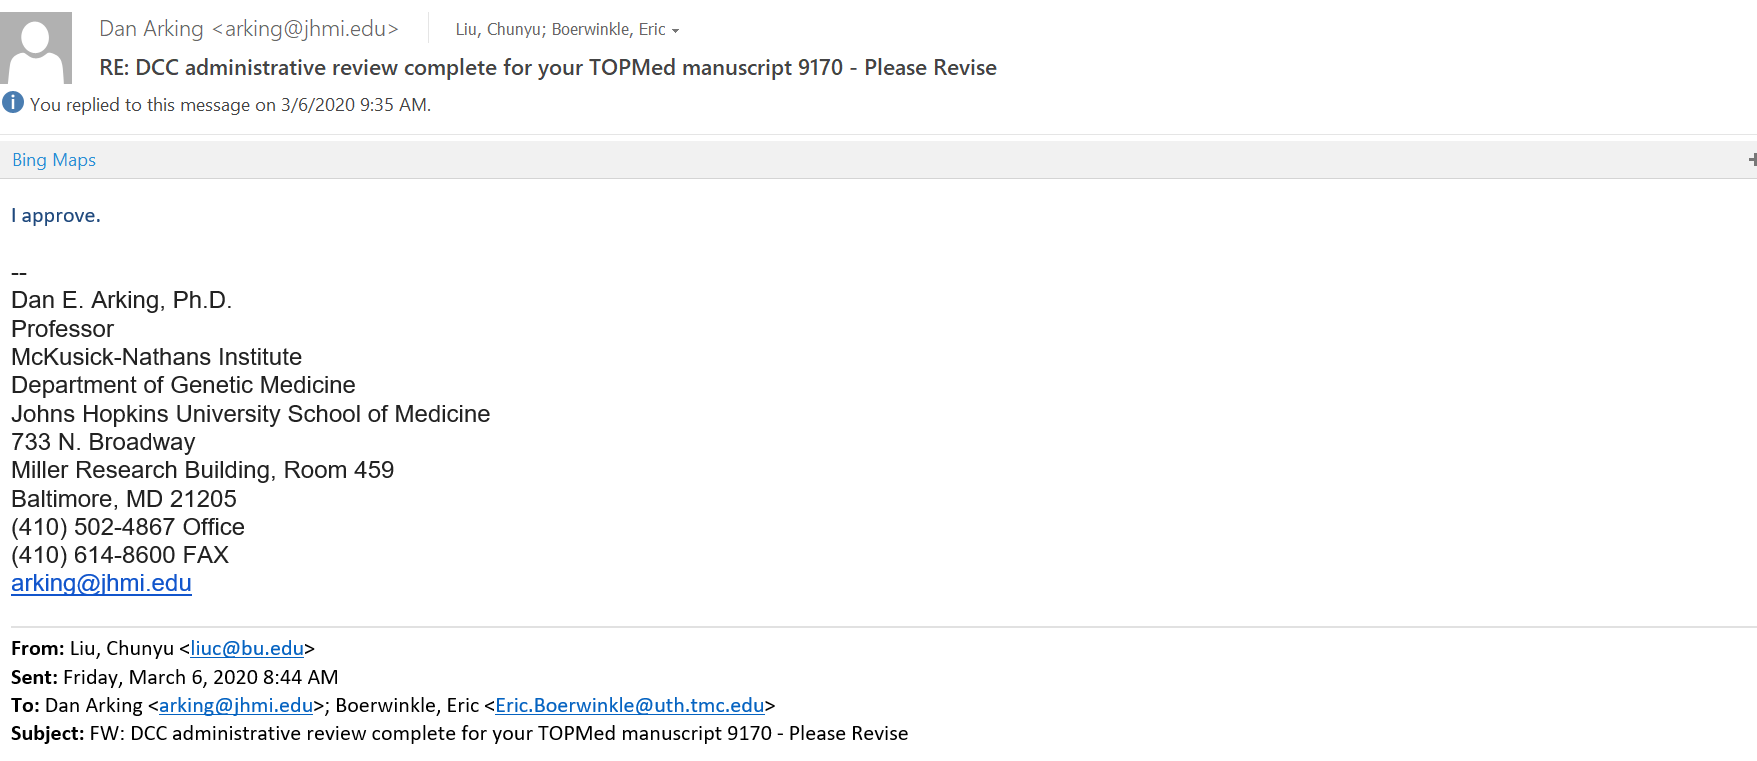 Dan Arking <arking@jhmi.edu> Liu, Chunyu; Boerwinkle, Eric
RE: DCC administrative review complete for your TOPMed manuscript 9170 - Please Revise
i You replied to this message on 3/6/2020 9:35 AM.
Bing Maps
I approve.
--
Dan E. Arking, Ph.D.
Professor
McKusick-Nathans Institute
Department of Genetic Medicine
Johns Hopkins University School of Medicine
733 N. Broadway
Miller Research Building, Room 459
Baltimore, MD 21205
(410) 502-4867 Office
(410) 614-8600 FAX
arking@jhmi.edu
From: Liu, Chunyu <liuc@bu.edu>
Sent: Friday, March 6, 2020 8:44 AM
To: Dan Arking <arking@jhmi.edu>; Boerwinkle, Eric <Eric.Boerwinkle@uth.tmc.edu>
Subject: FW: DCC administrative review complete for your TOPMed manuscript 9170 - Please Revise